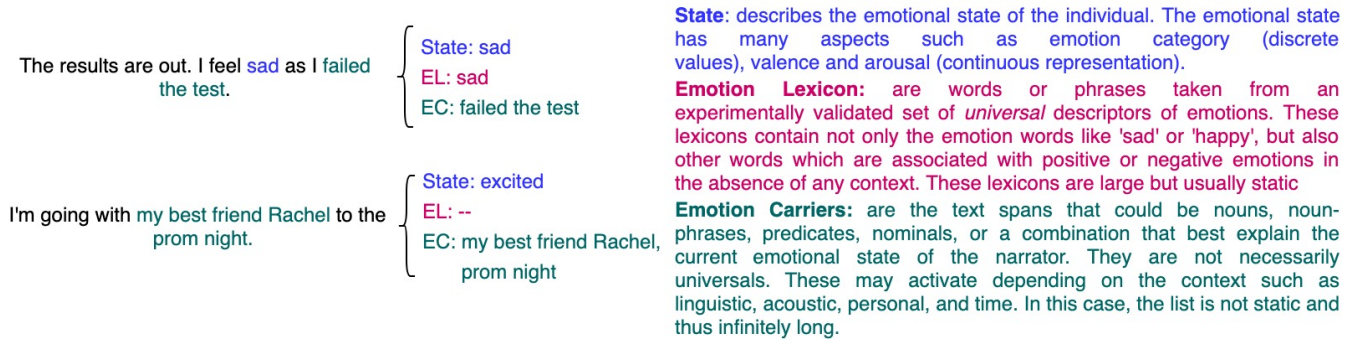 The results are out. I feel sad as I failed
the test.
State: sad
EL: sad
EC: failed the test
I'm going with my best friend Rachel to the
prom night.
State: excited
EL: --
EC: my best friend Rachel,
prom night
State: describes the emotional state of the individual. The emotional state
has many aspects such as emotion category (discrete
values), valence and arousal (continuous representation).
Emotion Lexicon: are words or phrases taken from an
experimentally validated set of universal descriptors of emotions. These
lexicons contain not only the emotion words like 'sad' or 'happy', but also
other words which are associated with positive or negative emotions in
the absence of any context. These lexicons are large but usually static
Emotion Carriers: are the text spans that could be nouns, noun-
phrases, predicates, nominals, or a combination that best explain the
current emotional state of the narrator. They are not necessarily
universals. These may activate depending on the context such as
linguistic, acoustic, personal, and time. In this case, the list is not static and
thus infinitely long.